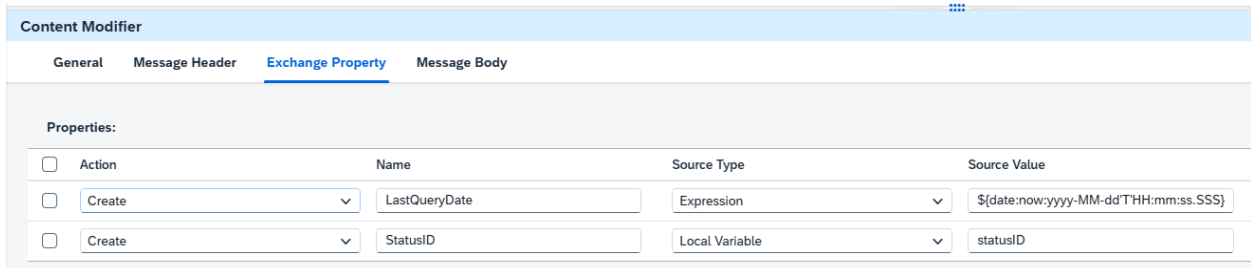 Content Modifier
General Message Header Exchange Property Message Body
Properties:
Action Name Source Type Source Value
Create LastQueryDate Expression ${date:now:yyyy-MM-dd'T'HH:mm:ss.SSS}
Create StatusID Local Variable statusID